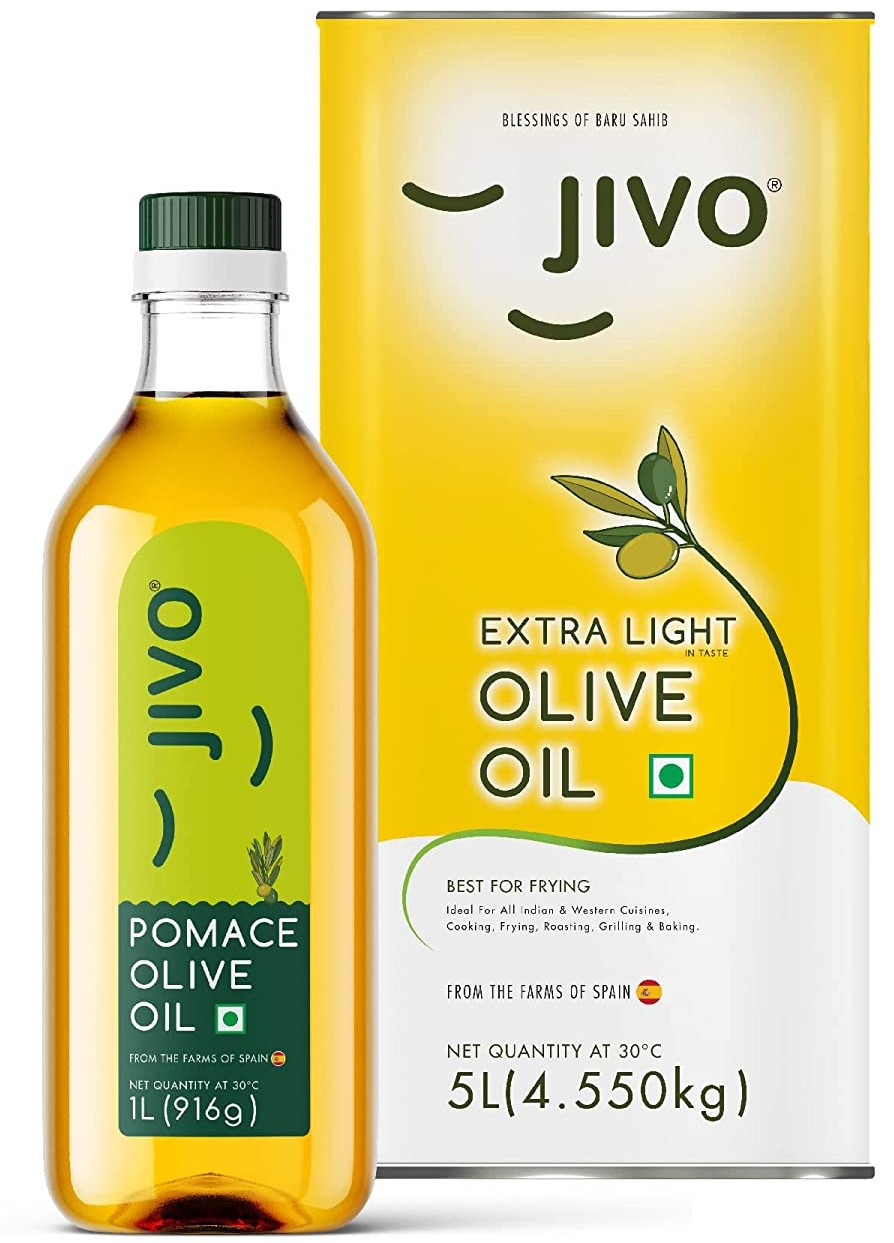 BLESSINGS OF BARU SAHIB
JIVO®
EXTRA LIGHT
IN TASTE
OLIVE
OIL
BEST FOR FRYING
Ideal For All Indian & Western Cuisines,
Cooking, Frying, Roasting, Grilling & Baking.
FROM THE FARMS OF SPAIN
NET QUANTITY AT 30°C
5L(4.550kg)
JIVO®
POMACE
OLIVE
OIL
FROM THE FARMS OF SPAIN
NET QUANTITY AT 30°C
1L (916g)